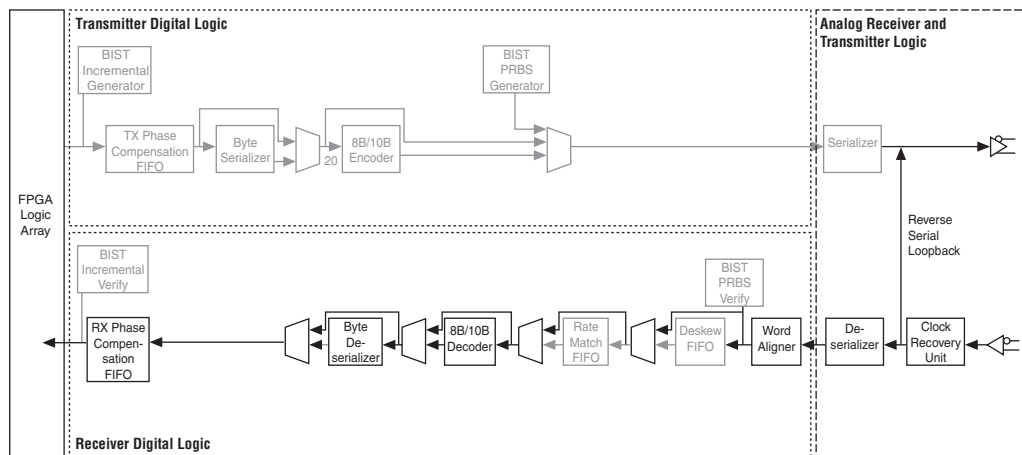 Transmitter Digital Logic
Analog Receiver and
Transmitter Logic
BIST
Incremental
Generator
BIST
PRBS
Generator
TX Phase
Compensation
FIFO
Byte
Serializer
20
8B/10B
Encoder
Serializer
FPGA
Logic
Array
Reverse
Serial
Loopback
BIST
Incremental
Verify
BIST
PRBS
Verify
RX Phase
Compen-
sation
FIFO
Byte
De-
serializer
8B/10B
Decoder
Rate
Match
FIFO
Deskew
FIFO
Word
Aligner
De-
serializer
Clock
Recovery
Unit
Receiver Digital Logic